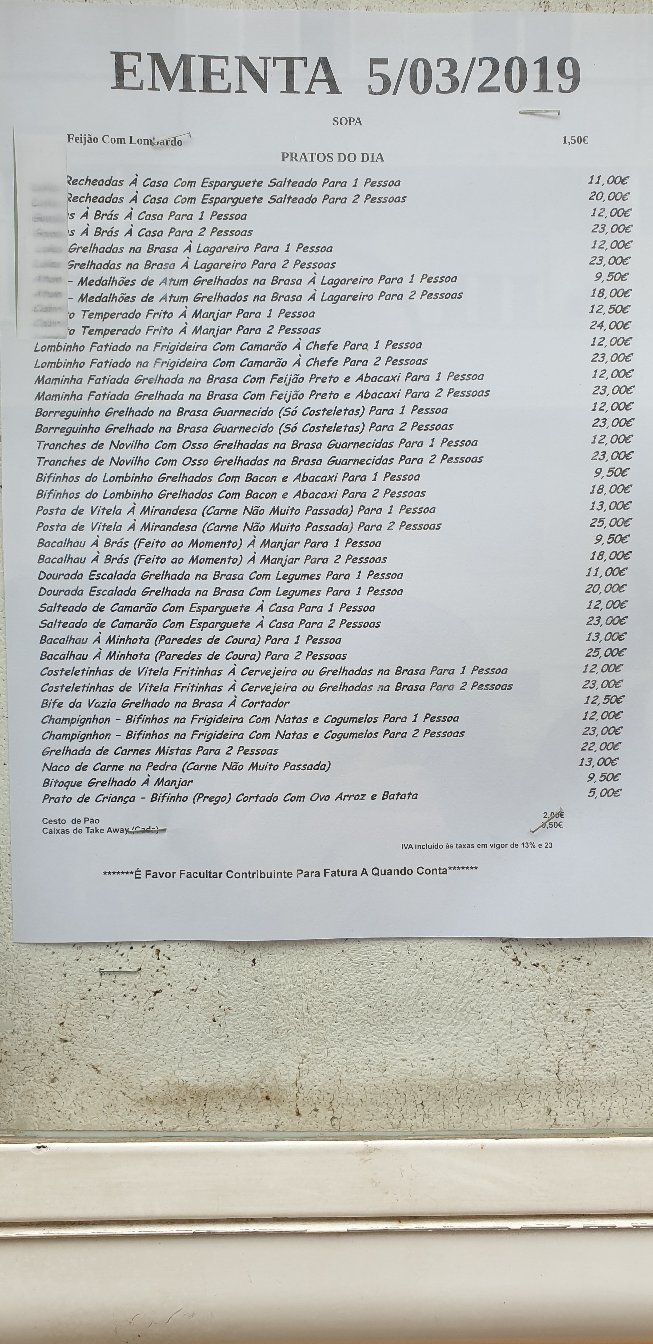 EMENTA 5/03/2019
SOPA
Feijão Com Lombardo 1,50€
PRATOS DO DIA
Recheadas À Casa Com Esparguete Salteado Para 1 Pessoa 11,00€
Recheadas À Casa Com Esparguete Salteado Para 2 Pessoas 20,00€
À Brás À Casa Para 1 Pessoa 12,00€
À Brás À Casa Para 2 Pessoas 23,00€
Grelhadas na Brasa À Lagareiro Para 1 Pessoa 12,00€
Grelhadas na Brasa À Lagareiro Para 2 Pessoas 23,00€
- Medalhões de Atum Grelhados na Brasa À Lagareiro Para 1 Pessoa 9,50€
- Medalhões de Atum Grelhados na Brasa À Lagareiro Para 2 Pessoas 18,00€
Temperado Frito À Manjar Para 1 Pessoa 12,50€
Temperado Frito À Manjar Para 2 Pessoas 24,00€
Lombinho Fatiado na Frigideira Com Camarão À Chefe Para 1 Pessoa 12,00€
Lombinho Fatiado na Frigideira Com Camarão À Chefe Para 2 Pessoas 23,00€
Maminha Fatiada Grelhada na Brasa Com Feijão Preto e Abacaxi Para 1 Pessoa 12,00€
Maminha Fatiada Grelhada na Brasa Com Feijão Preto e Abacaxi Para 2 Pessoas 23,00€
Borreguinho Grelhado na Brasa Guarnecido (Só Costeletas) Para 1 Pessoa 12,00€
Borreguinho Grelhado na Brasa Guarnecido (Só Costeletas) Para 2 Pessoas 23,00€
Tranches de Novilho Com Osso Grelhadas na Brasa Guarnecidas Para 1 Pessoa 12,00€
Tranches de Novilho Com Osso Grelhadas na Brasa Guarnecidas Para 2 Pessoas 23,00€
Bifinhos do Lombinho Grelhados Com Bacon e Abacaxi Para 1 Pessoa 9,50€
Bifinhos do Lombinho Grelhados Com Bacon e Abacaxi Para 2 Pessoas 18,00€
Posta de Vitela À Mirandesa (Carne Não Muito Passada) Para 1 Pessoa 13,00€
Posta de Vitela À Mirandesa (Carne Não Muito Passada) Para 2 Pessoas 25,00€
Bacalhau À Brás (Feito ao Momento) À Manjar Para 1 Pessoa 9,50€
Bacalhau À Brás (Feito ao Momento) À Manjar Para 2 Pessoas 18,00€
Dourada Escalada Grelhada na Brasa Com Legumes Para 1 Pessoa 11,00€
Dourada Escalada Grelhada na Brasa Com Legumes Para 1 Pessoa 20,00€
Salteado de Camarão Com Esparguete À Casa Para 1 Pessoa 12,00€
Salteado de Camarão Com Esparguete À Casa Para 2 Pessoas 23,00€
Bacalhau À Minhota (Paredes de Coura) Para 1 Pessoa 13,00€
Bacalhau À Minhota (Paredes de Coura) Para 2 Pessoas 25,00€
Costeletinhas de Vitela Fritinhas À Cervejeira ou Grelhadas na Brasa Para 1 Pessoa 12,00€
Costeletinhas de Vitela Fritinhas À Cervejeira ou Grelhadas na Brasa Para 2 Pessoas 23,00€
Bife da Vazia Grelhado na Brasa À Cortador 12,50€
Champignhon - Bifinhos na Frigideira Com Natas e Cogumelos Para 1 Pessoa 12,00€
Champignhon - Bifinhos na Frigideira Com Natas e Cogumelos Para 2 Pessoas 23,00€
Grelhada de Carnes Mistas Para 2 Pessoas 22,00€
Naco de Carne na Pedra (Carne Não Muito Passada) 13,00€
Bitoque Grelhado À Manjar 9,50€
Prato de Criança - Bifinho (Prego) Cortado Com Ovo Arroz e Batata 5,00€
Cesto de Pão 2,00€
Caixas de Take Away (Cada) 0,50€
IVA incluído às taxas em vigor de 13% e 23
*******É Favor Facultar Contribuinte Para Fatura A Quando Conta*******